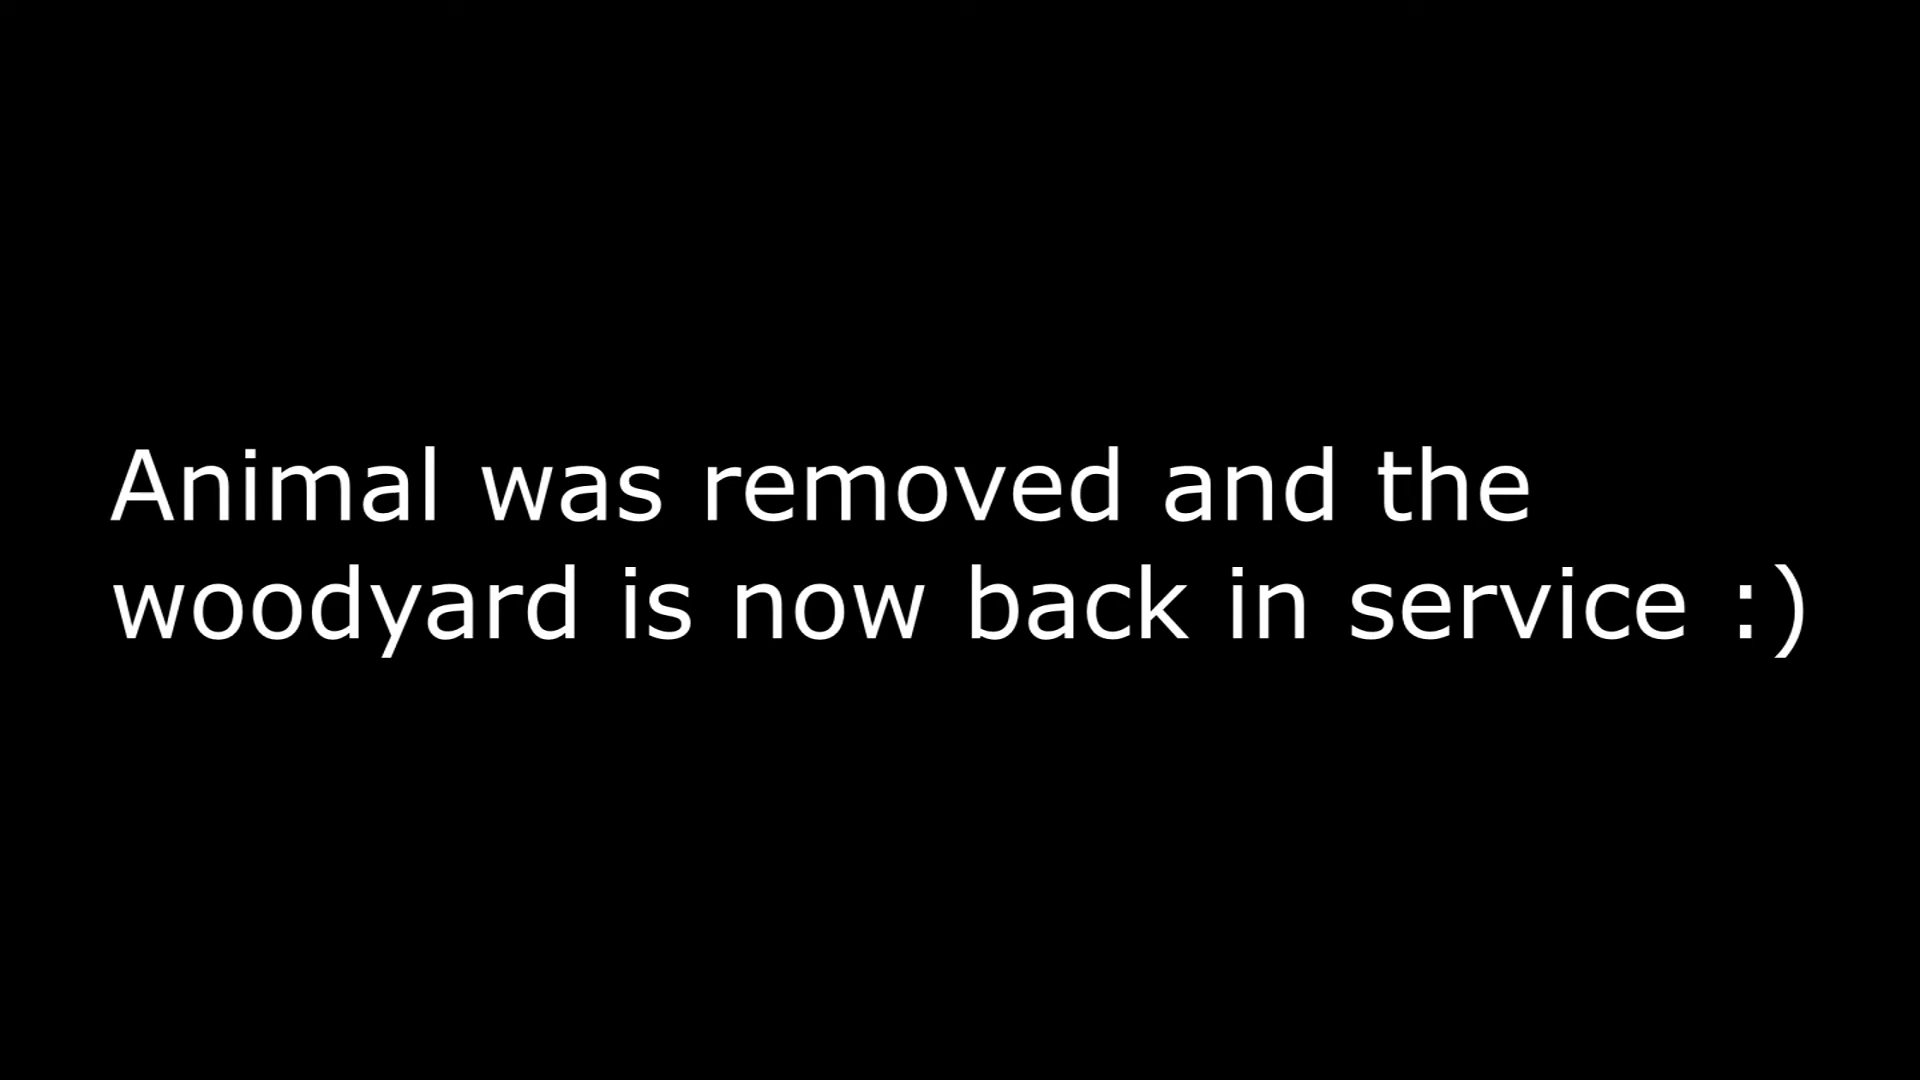 Animal was removed and the
woodyard is now back in service :)